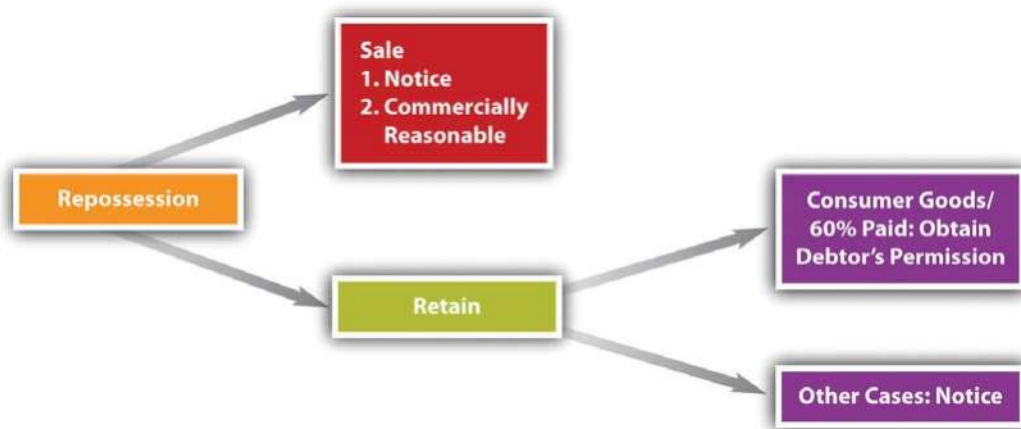 Sale
1. Notice
2. Commercially
Reasonable
Repossession
Consumer Goods/
60% Paid: Obtain
Debtor's Permission
Retain
Other Cases: Notice